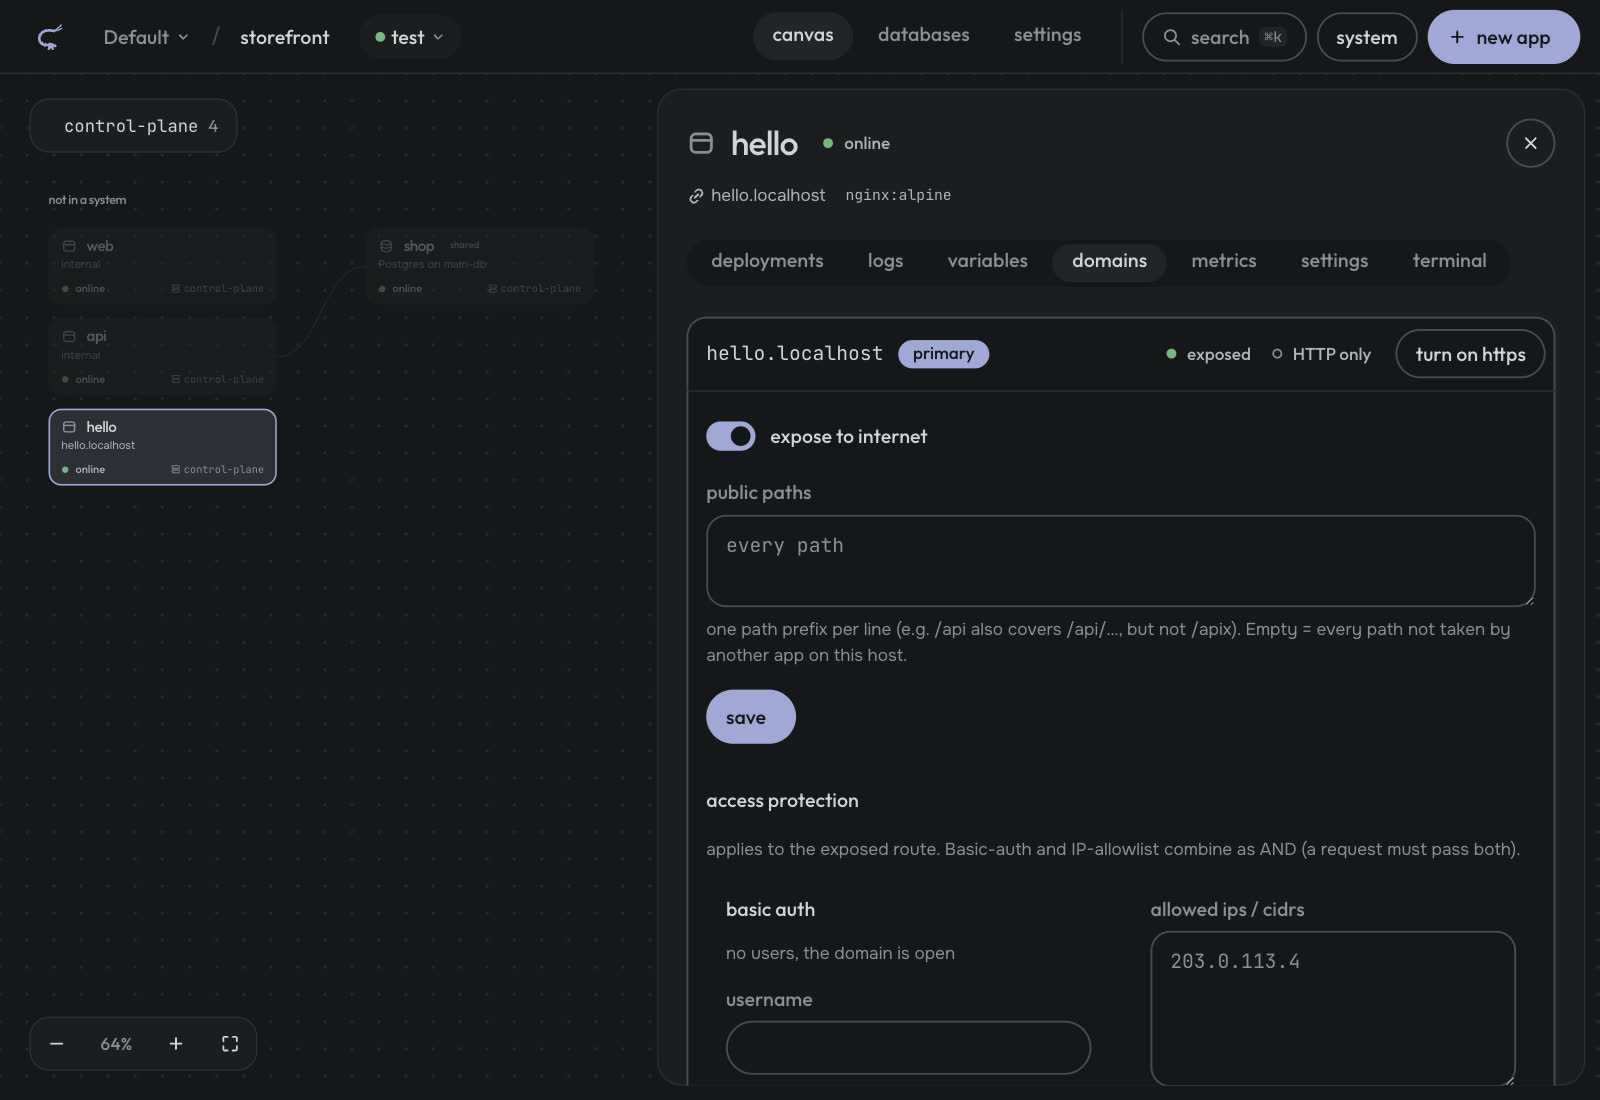 Default / storefront test
canvas databases settings
search ⌘k system + new app
control-plane 4
not in a system
web
internal
online control-plane
shop shared
Postgres on main-db
online control-plane
api
internal
online control-plane
hello
hello.localhost
online control-plane
64%
hello online
hello.localhost nginx:alpine
deployments logs variables domains metrics settings terminal
hello.localhost primary exposed HTTP only turn on https
expose to internet
public paths
every path
one path prefix per line (e.g. /api also covers /api/..., but not /apix). Empty = every path not taken by
another app on this host.
save
access protection
applies to the exposed route. Basic-auth and IP-allowlist combine as AND (a request must pass both).
basic auth
no users, the domain is open
username
allowed ips / cidrs
203.0.113.4